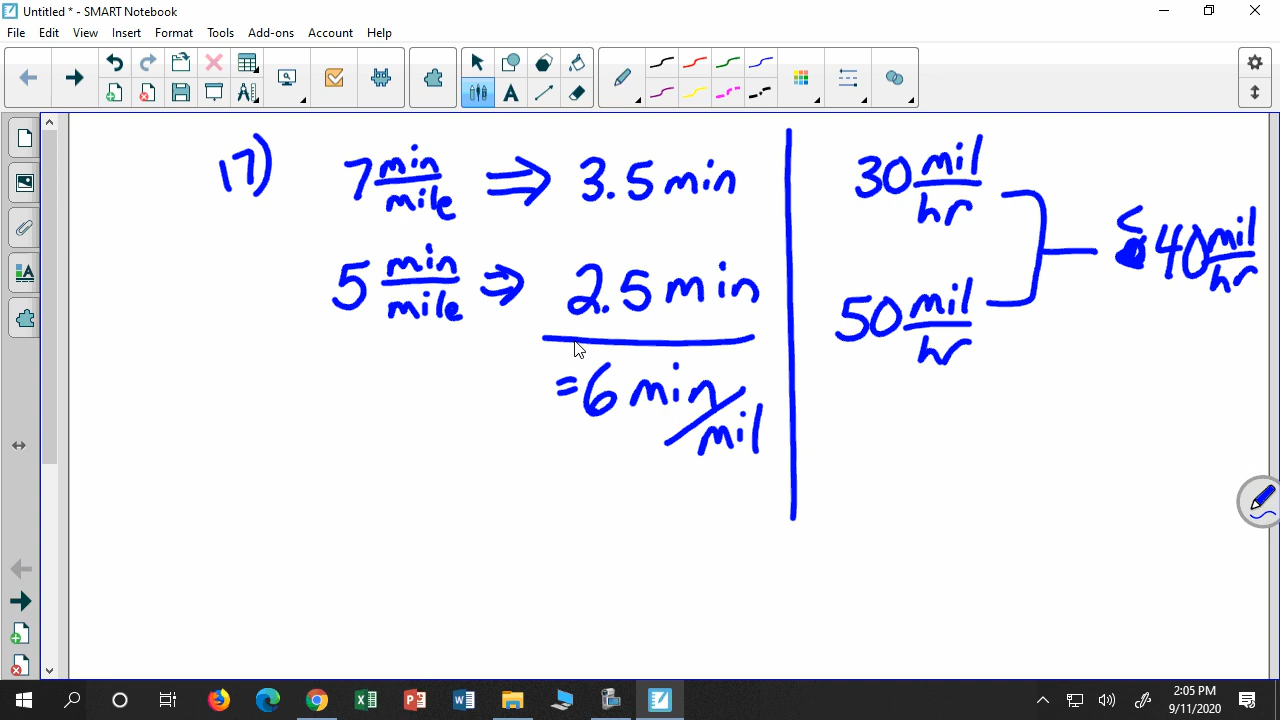 Untitled * - SMART Notebook
File Edit View Insert Format Tools Add-ons Account Help
17) 7 min/mile ⇒ 3.5 min
5 min/mile ⇒ 2.5 min
= 6 min/mil
30 mil/hr
50 mil/hr
< 40 mil/hr
2:05 PM
9/11/2020